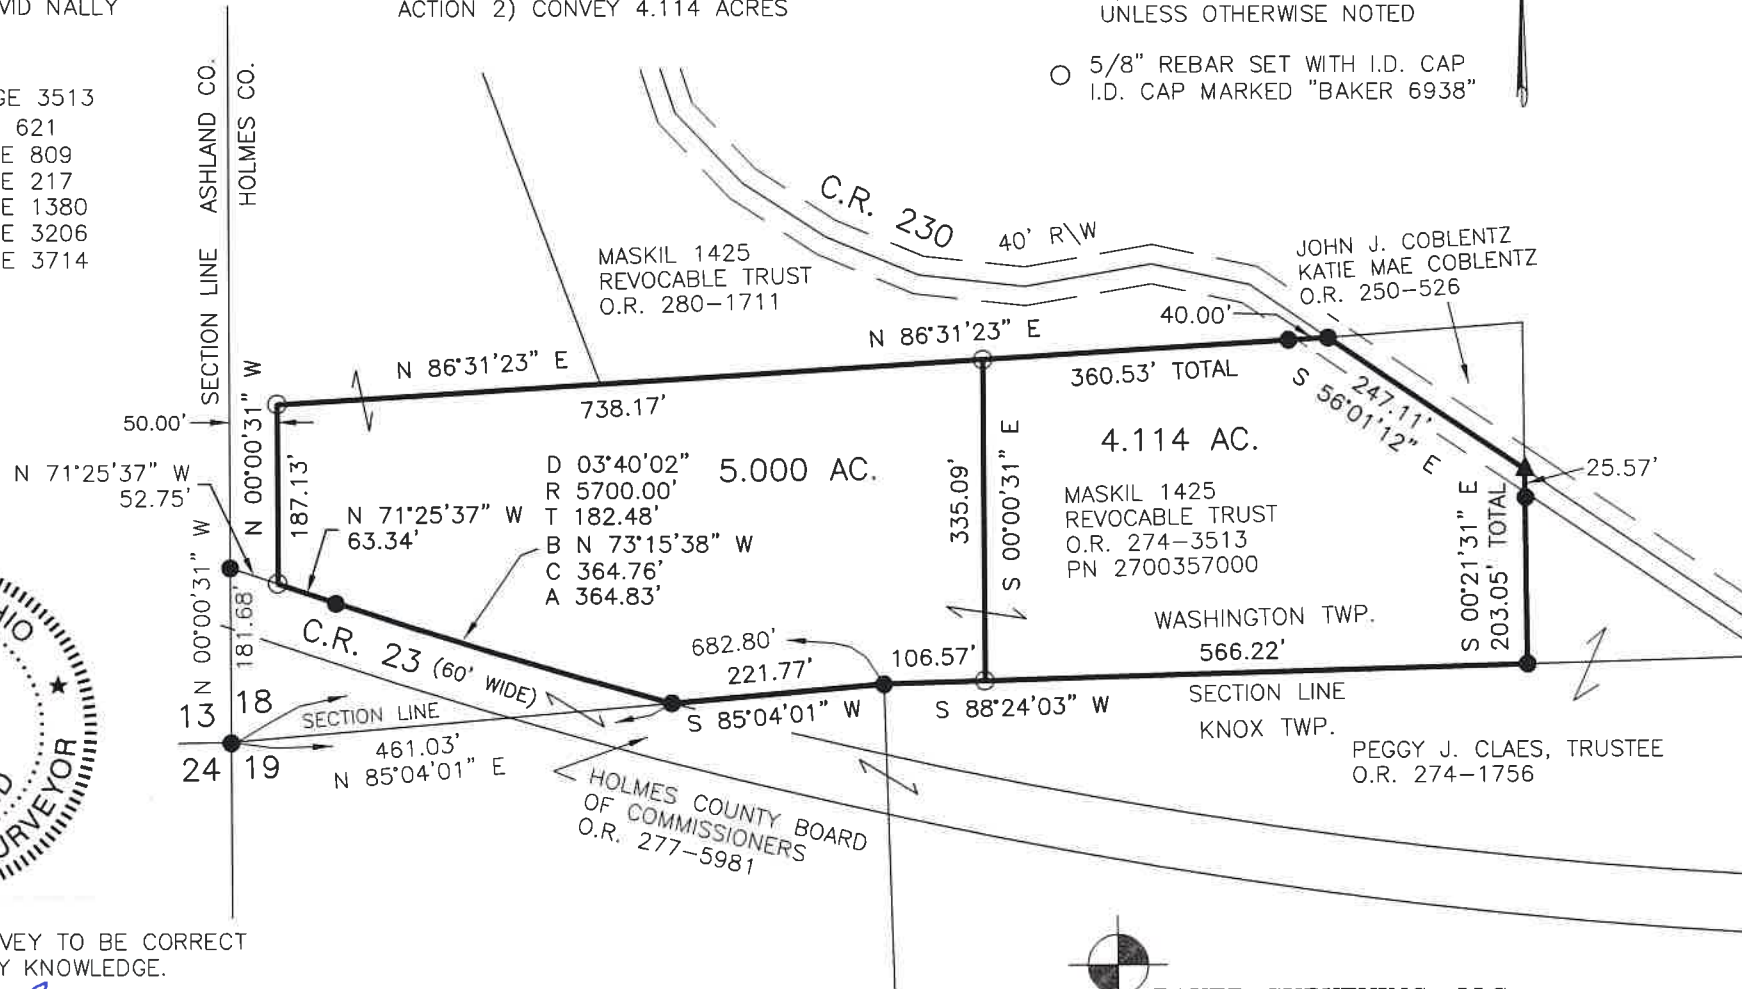 VID NALLY
ACTION 2) CONVEY 4.114 ACRES
UNLESS OTHERWISE NOTED
5/8" REBAR SET WITH I.D. CAP
I.D. CAP MARKED "BAKER 6938"
GE 3513
621
E 809
E 217
E 1380
E 3206
E 3714
SECTION LINE ASHLAND CO.
HOLMES CO.
C.R. 230
40' R\W
MASKIL 1425
REVOCABLE TRUST
O.R. 280-1711
JOHN J. COBLENTZ
KATIE MAE COBLENTZ
O.R. 250-526
40.00'
N 86°31'23" E
N 86°31'23" E
738.17'
360.53' TOTAL
247.11'
S 56°01'12" E
50.00'
N 00°00'31" W
187.13'
N 71°25'37" W
52.75'
N 71°25'37" W
63.34'
D 03°40'02"
R 5700.00'
T 182.48'
B N 73°15'38" W
C 364.76'
A 364.83'
5.000 AC.
335.09'
S 00°00'31" E
4.114 AC.
MASKIL 1425
REVOCABLE TRUST
O.R. 274-3513
PN 2700357000
25.57'
S 00°21'31" E
203.05' TOTAL
N 00°00'31" W
181.68'
C.R. 23 (60' WIDE)
682.80'
221.77'
106.57'
WASHINGTON TWP.
566.22'
S 85°04'01" W
S 88°24'03" W
SECTION LINE
KNOX TWP.
13 18
24 19
SECTION LINE
461.03'
N 85°04'01" E
HOLMES COUNTY BOARD
OF COMMISSIONERS
O.R. 277-5981
PEGGY J. CLAES, TRUSTEE
O.R. 274-1756
HIO
D
URVEYOR
VEY TO BE CORRECT
Y KNOWLEDGE.